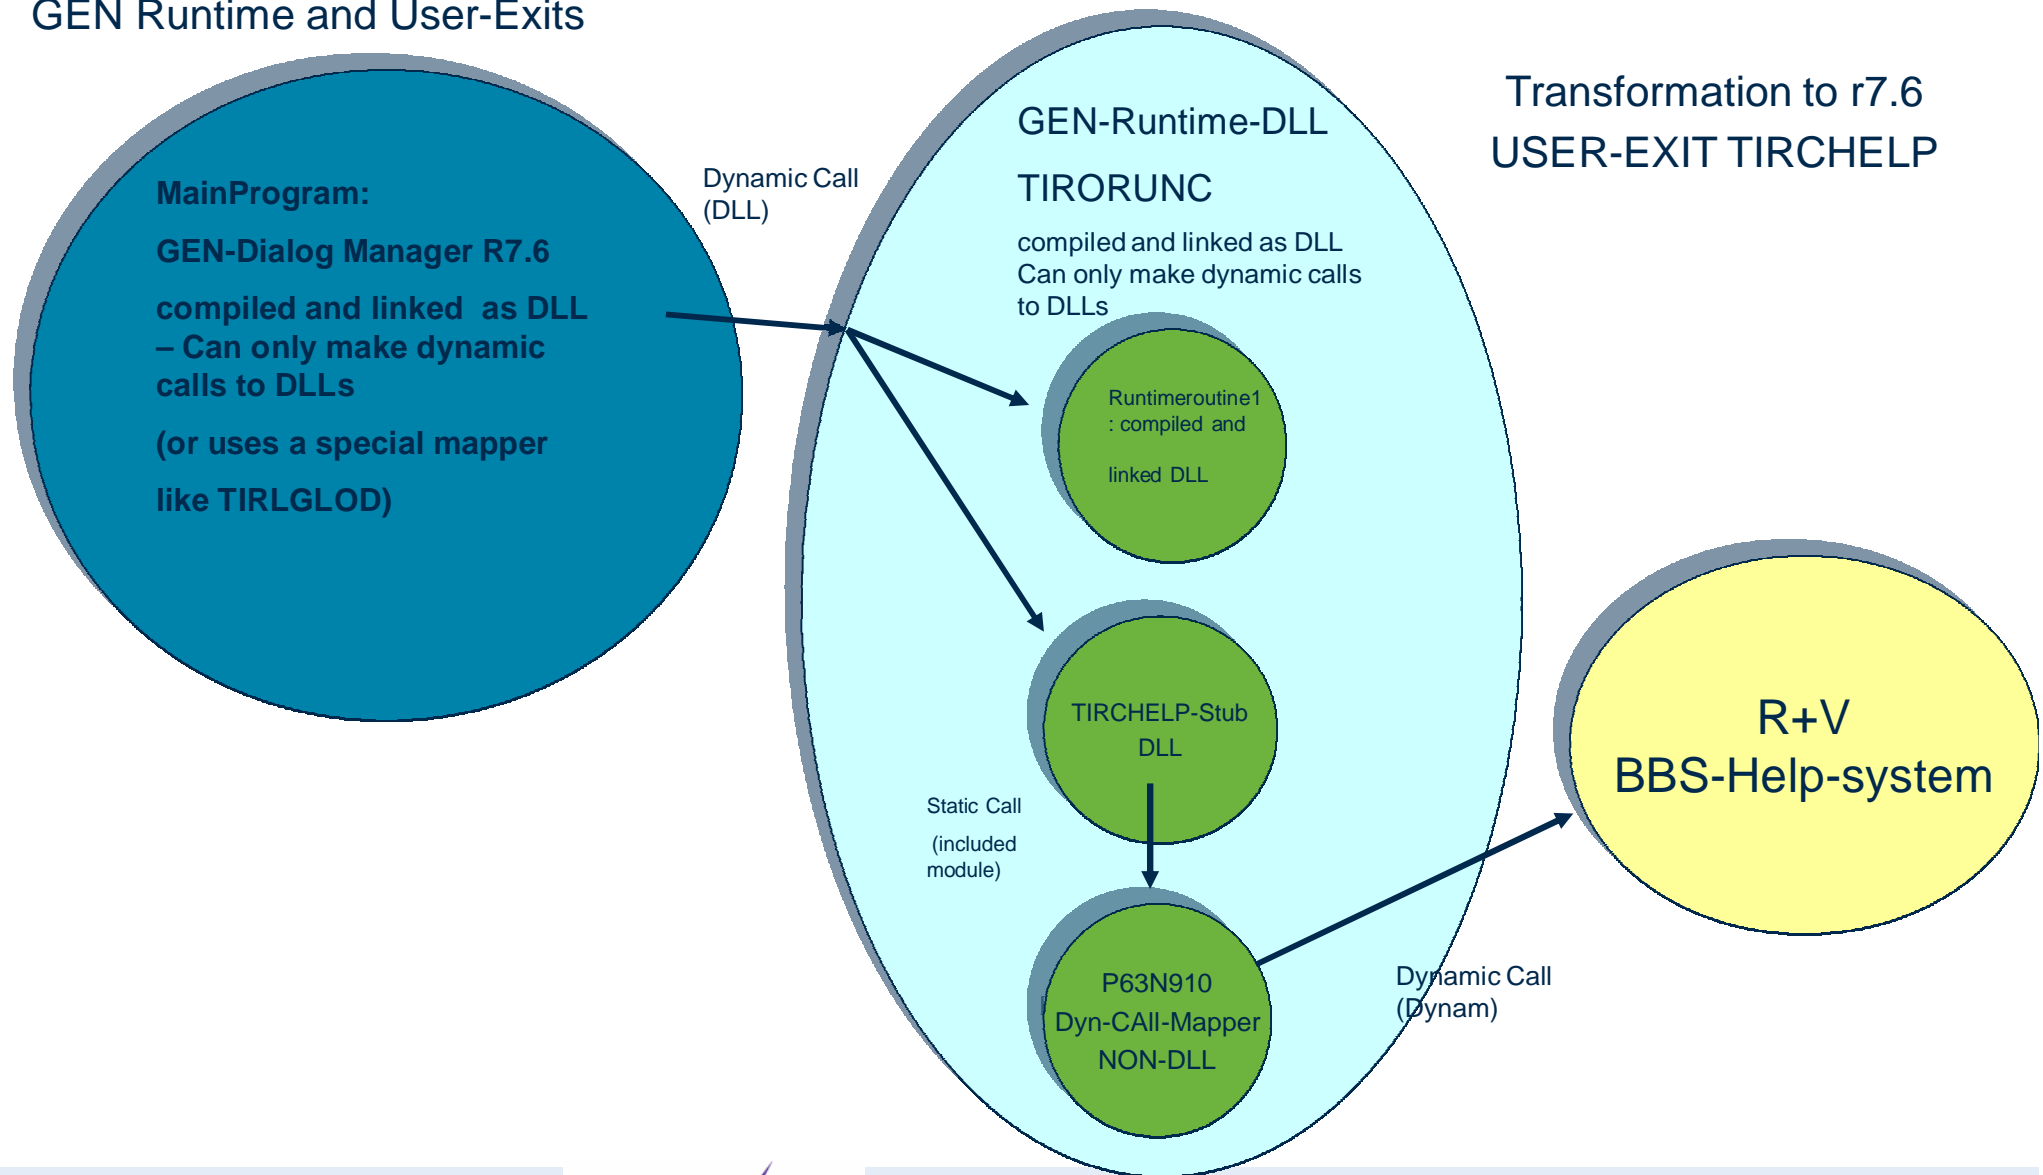 GEN Runtime and User-Exits
Transformation to r7.6
USER-EXIT TIRCHELP
MainProgram:
GEN-Dialog Manager R7.6
compiled and linked as DLL
– Can only make dynamic
calls to DLLs
(or uses a special mapper
like TIRLGLOD)
Dynamic Call
(DLL)
GEN-Runtime-DLL
TIRORUNC
compiled and linked as DLL
Can only make dynamic calls
to DLLs
Runtimeroutine1
: compiled and
linked DLL
TIRCHELP-Stub
DLL
Static Call
(included
module)
P63N910
Dyn-CAll-Mapper
NON-DLL
Dynamic Call
(Dynam)
R+V
BBS-Help-system